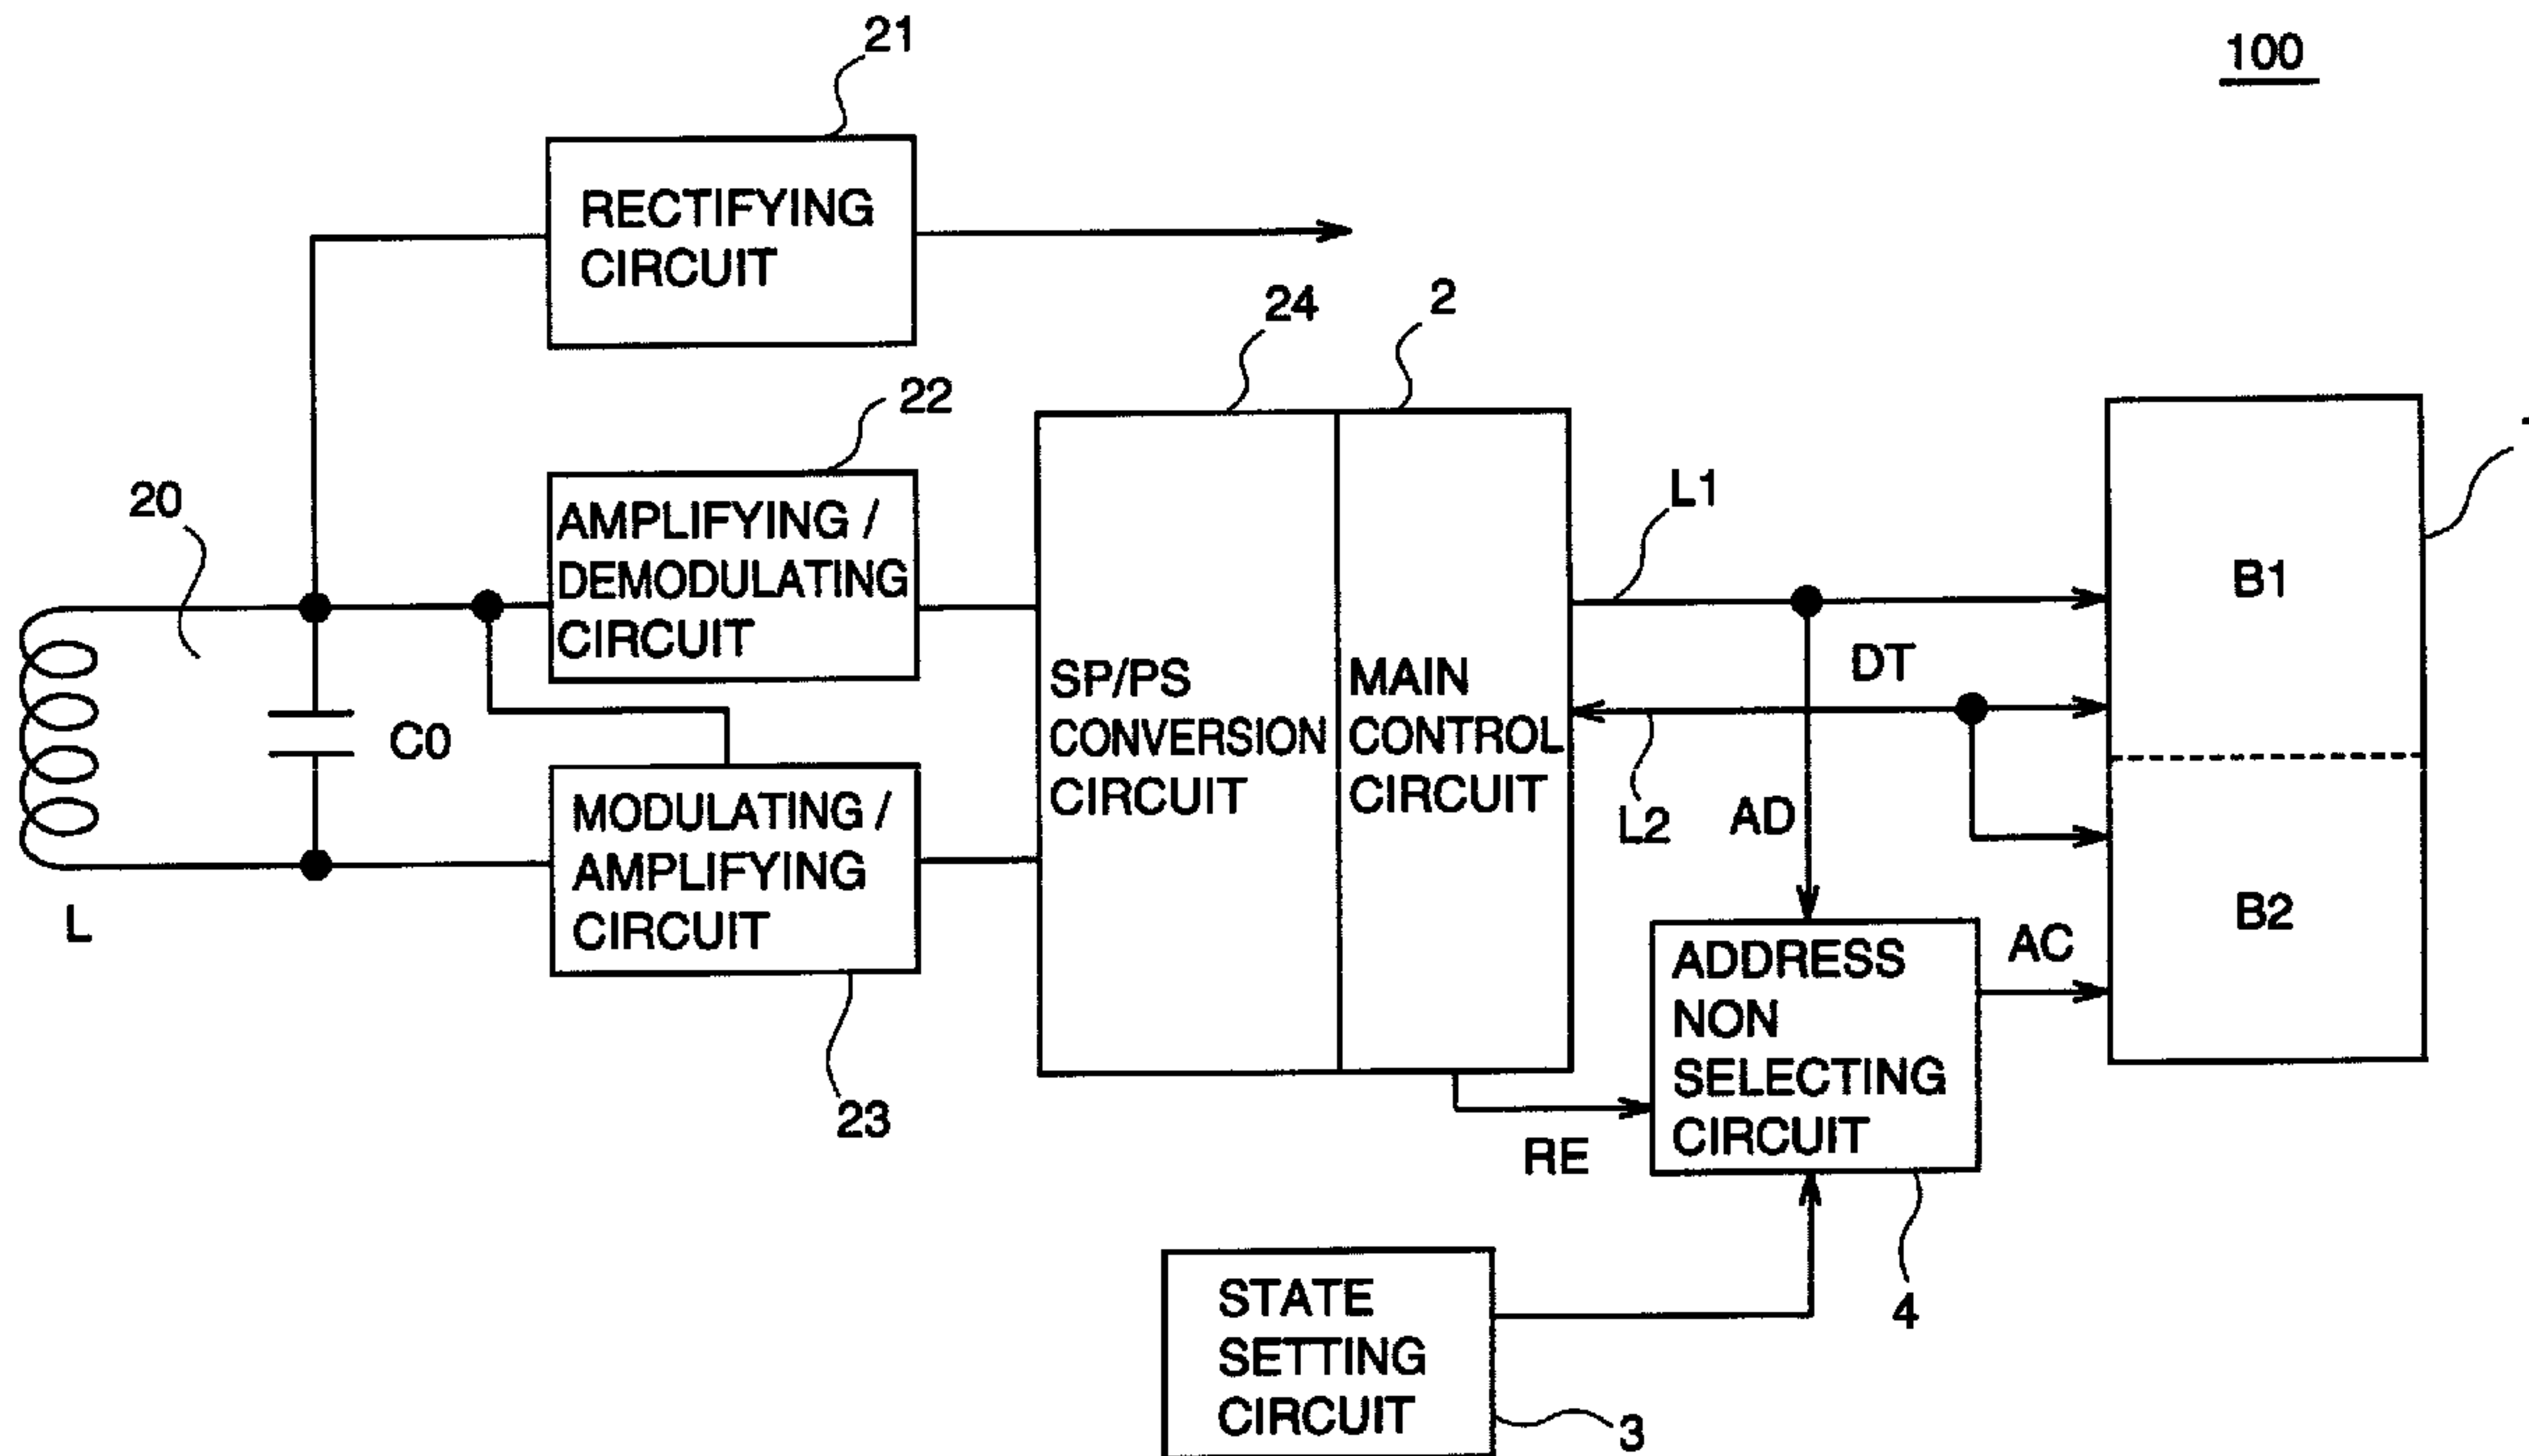 21
100
RECTIFYING
CIRCUIT
24
2
22
20
AMPLIFYING /
DEMODULATING
CIRCUIT
L1
B1
DT
SP/PS
CONVERSION
CIRCUIT
MAIN
CONTROL
CIRCUIT
C0
L2
AD
MODULATING /
AMPLIFYING
CIRCUIT
L
B2
AC
ADDRESS
NON
SELECTING
CIRCUIT
23
RE
STATE
SETTING
CIRCUIT
4
3